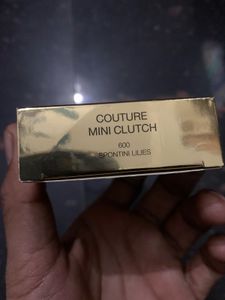 COUTURE
MINI CLUTCH
600
SPONTINI LILIES